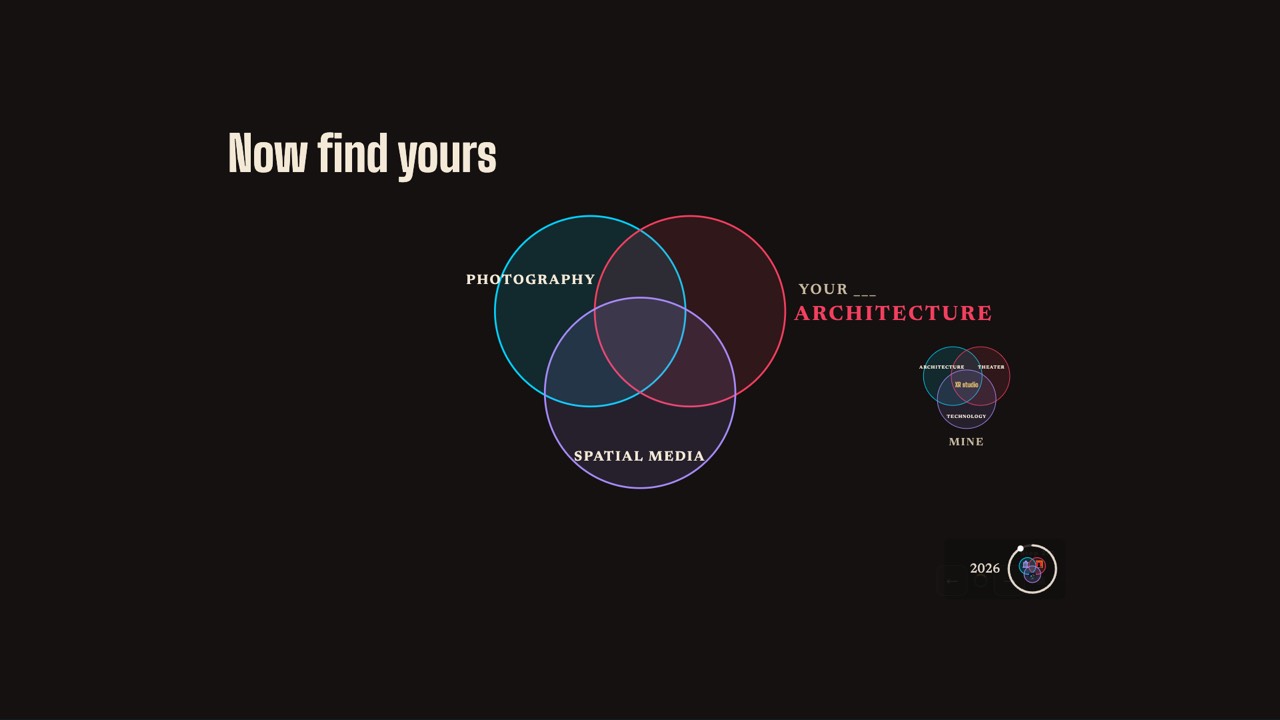 Now find yours
PHOTOGRAPHY
YOUR ___
ARCHITECTURE
SPATIAL MEDIA
ARCHITECTURE
THEATER
XR studio
TECHNOLOGY
MINE
2026